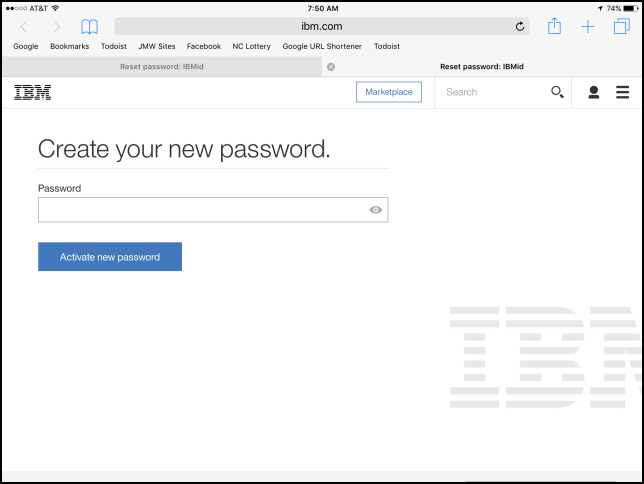 AT&T 7:50 AM 74%
ibm.com
Google Bookmarks Todoist JMW Sites Facebook NC Lottery Google URL Shortener Todoist
Reset password: IBMid Reset password: IBMid
IBM Marketplace Search
Create your new password.
Password
Activate new password
IBM